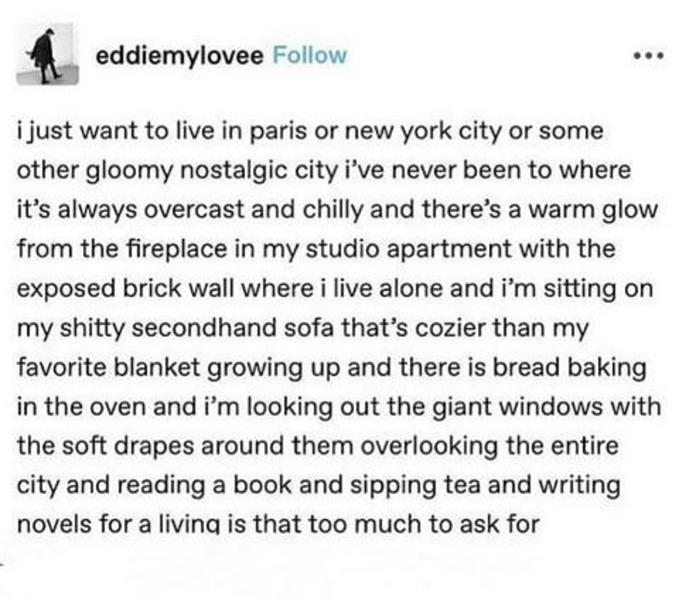 eddiemylovee Follow
i just want to live in paris or new york city or some
other gloomy nostalgic city i've never been to where
it's always overcast and chilly and there's a warm glow
from the fireplace in my studio apartment with the
exposed brick wall where i live alone and i'm sitting on
my shitty secondhand sofa that's cozier than my
favorite blanket growing up and there is bread baking
in the oven and i'm looking out the giant windows with
the soft drapes around them overlooking the entire
city and reading a book and sipping tea and writing
novels for a living is that too much to ask for